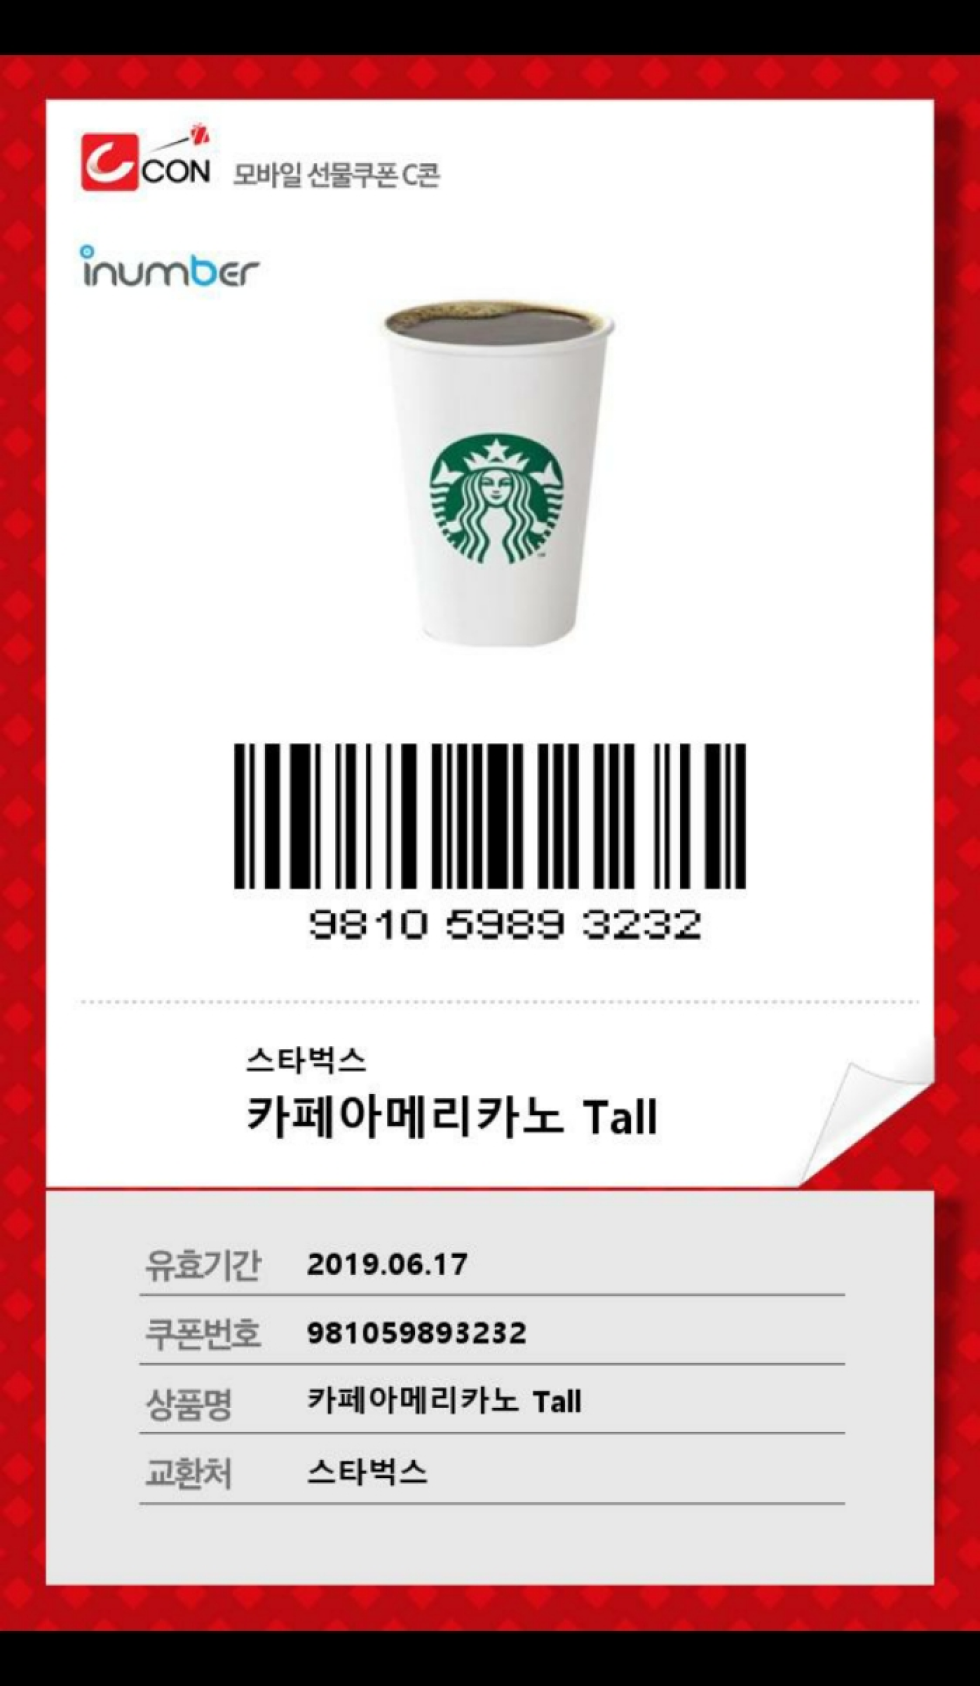 CON 모바일 선물쿠폰 C콘
inumber
9810 5989 3232
스타벅스
카페아메리카노 Tall
유효기간 2019.06.17
쿠폰번호 981059893232
상품명 카페아메리카노 Tall
교환처 스타벅스